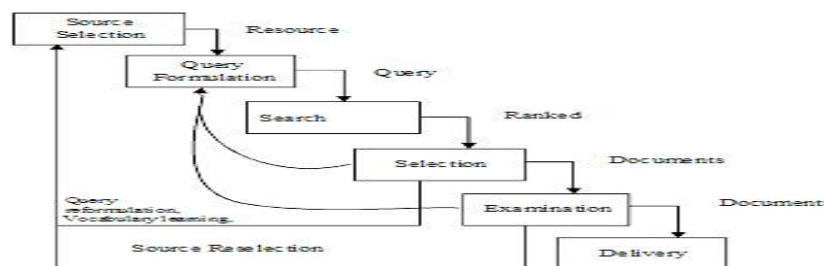 Source
Selection
Resource
Query
Formulation
Query
Search
Ranked
Selection
Documents
Query
reformulation,
Vocabulary learning,
Examination
Document
Source Reselection
Delivery